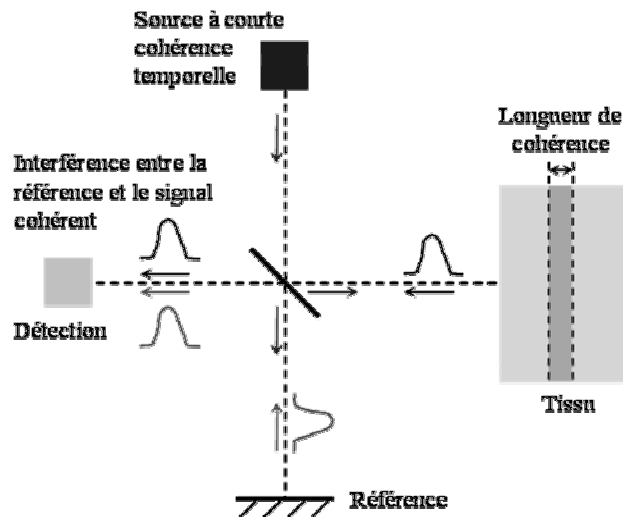 Source à courte
cohérence
temporelle
Longueur de
cohérence
Interférence entre la
référence et le signal
cohérent
Détection
Tissu
Référence